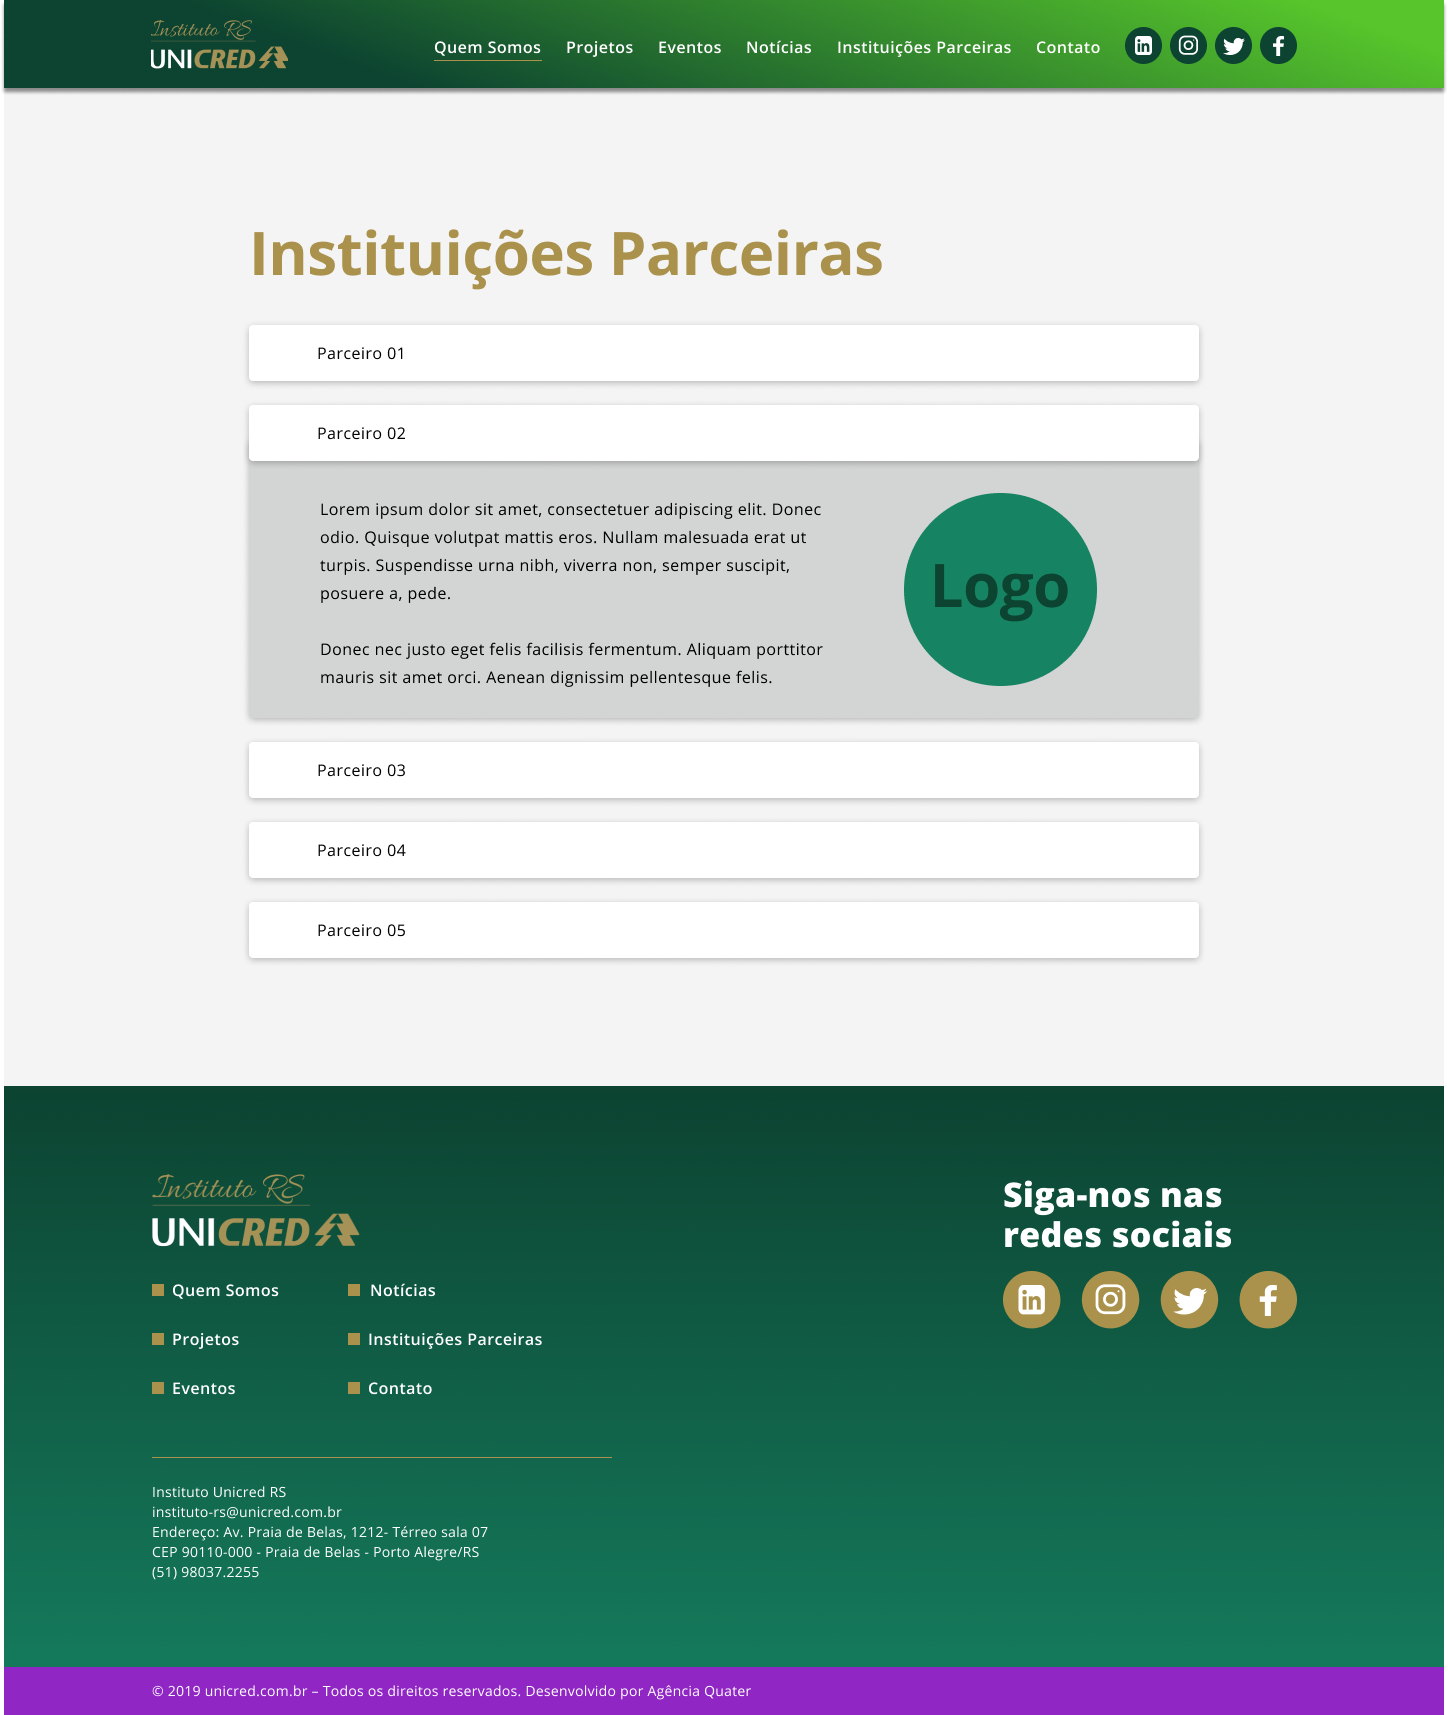 Instituto RS
UNICRED
Quem Somos Projetos Eventos Notícias Instituições Parceiras Contato
Instituições Parceiras
Parceiro 01
Parceiro 02
Lorem ipsum dolor sit amet, consectetuer adipiscing elit. Donec
odio. Quisque volutpat mattis eros. Nullam malesuada erat ut
turpis. Suspendisse urna nibh, viverra non, semper suscipit,
posuere a, pede.
Donec nec justo eget felis facilisis fermentum. Aliquam porttitor
mauris sit amet orci. Aenean dignissim pellentesque felis.
Logo
Parceiro 03
Parceiro 04
Parceiro 05
Instituto RS
UNICRED
Quem Somos
Notícias
Projetos
Instituições Parceiras
Eventos
Contato
Siga-nos nas
redes sociais
Instituto Unicred RS
instituto-rs@unicred.com.br
Endereço: Av. Praia de Belas, 1212- Térreo sala 07
CEP 90110-000 - Praia de Belas - Porto Alegre/RS
(51) 98037.2255
© 2019 unicred.com.br – Todos os direitos reservados. Desenvolvido por Agência Quater